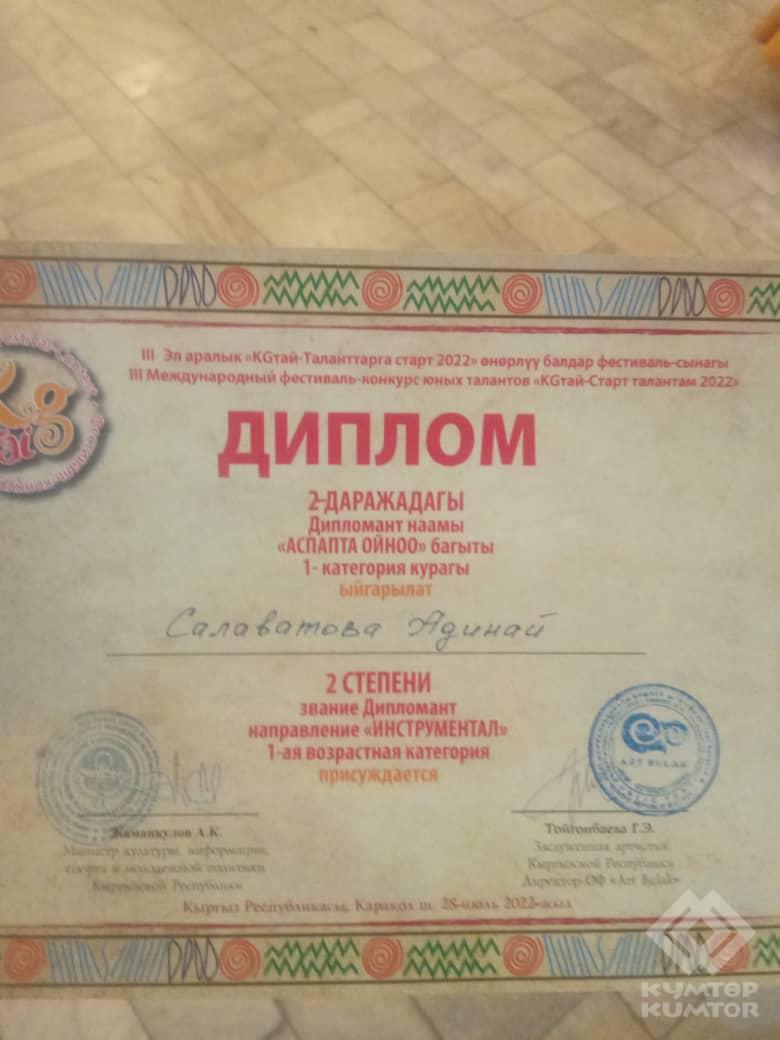 III Эл аралык «KGтай-Таланттарга старт 2022» өнөрлүү балдар фестиваль-сынагы
III Международный фестиваль-конкурс юных талантов «KGтай-Старт талантам 2022»
ДИПЛОМ
2-ДАРАЖАДАГЫ
Дипломант наамы
«АСПАПТА ОЙНОО» багыты
1- категория курагы
ыйгарылат
Салаватова Адинай
2 СТЕПЕНИ
звание Дипломант
направление «ИНСТРУМЕНТАЛ»
1-ая возрастная категория
присуждается
ART BULAK
Жаманкулов А.К.
Министр культуры, информации,
спорта и молодежной политики
Кыргызской Республики
Тойгонбаева Г.Э.
Заслуженная артистка
Кыргызской Республики
Директор ОФ «Art Bulak»
Кыргыз Республикасы, Каракол ш. 28-июль 2022-жыл
КУМТӨР
KUMTOR